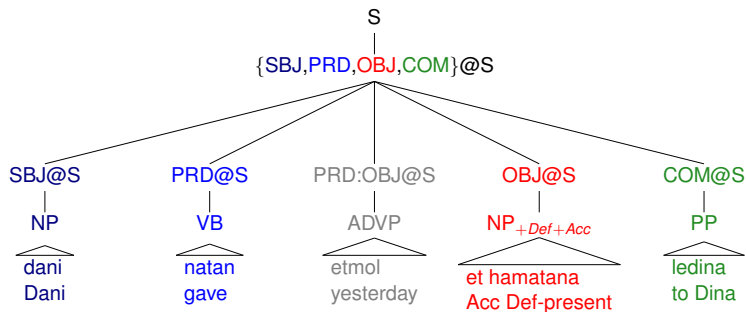 S
{SBJ,PRD,OBJ,COM}@S
SBJ@S PRD@S PRD:OBJ@S OBJ@S COM@S
NP VB ADVP NP+Def+Acc PP
dani natan etmol et hamatana ledina
Dani gave yesterday Acc Def-present to Dina